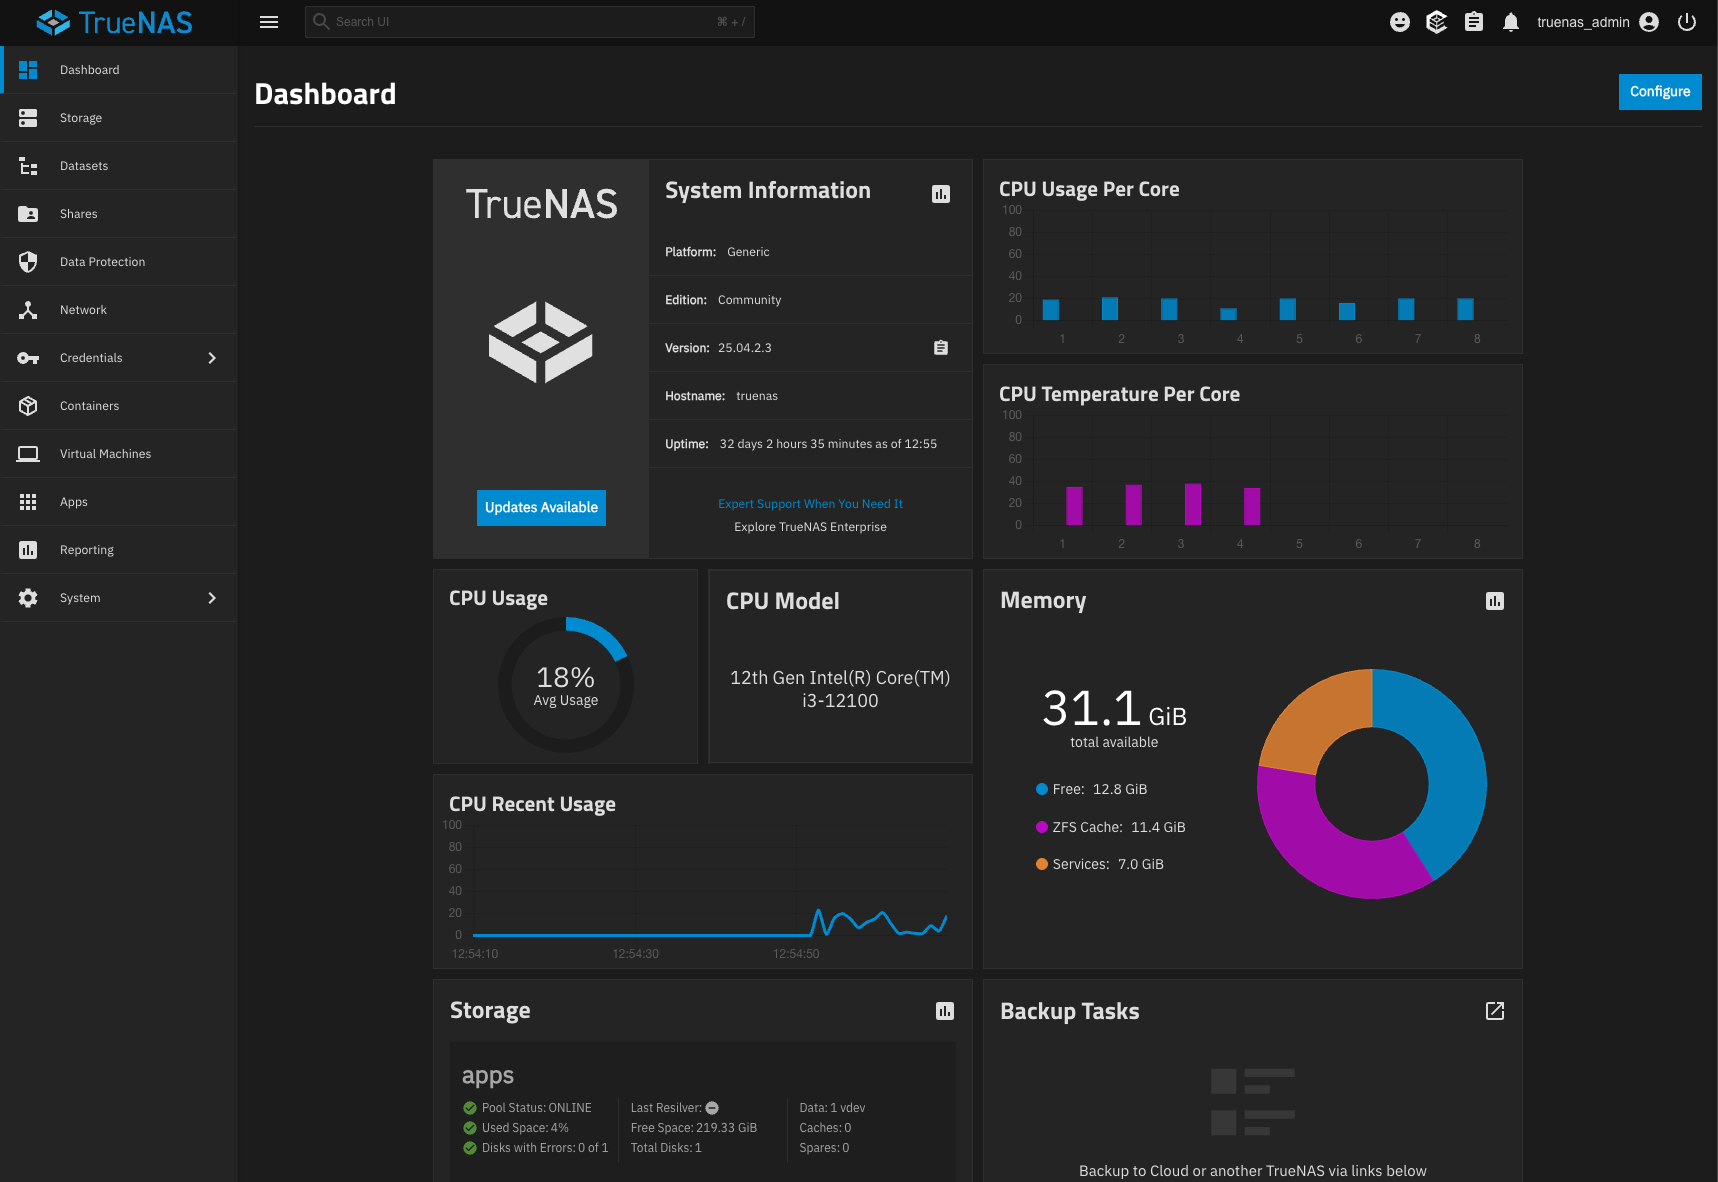 TrueNAS
Search UI
⌘ + /
truenas_admin
Dashboard
Storage
Datasets
Shares
Data Protection
Network
Credentials
Containers
Virtual Machines
Apps
Reporting
System
Dashboard
Configure
TrueNAS
Updates Available
System Information
Platform: Generic
Edition: Community
Version: 25.04.2.3
Hostname: truenas
Uptime: 32 days 2 hours 35 minutes as of 12:55
Expert Support When You Need It
Explore TrueNAS Enterprise
CPU Usage Per Core
100
80
60
40
20
0
1 2 3 4 5 6 7 8
CPU Temperature Per Core
100
80
60
40
20
0
1 2 3 4 5 6 7 8
CPU Usage
18%
Avg Usage
CPU Model
12th Gen Intel(R) Core(TM)
i3-12100
Memory
31.1 GiB
total available
Free: 12.8 GiB
ZFS Cache: 11.4 GiB
Services: 7.0 GiB
CPU Recent Usage
100
80
60
40
20
0
12:54:10 12:54:30 12:54:50
Storage
apps
Pool Status: ONLINE
Used Space: 4%
Disks with Errors: 0 of 1
Last Resilver:
Free Space: 219.33 GiB
Total Disks: 1
Data: 1 vdev
Caches: 0
Spares: 0
Backup Tasks
Backup to Cloud or another TrueNAS via links below